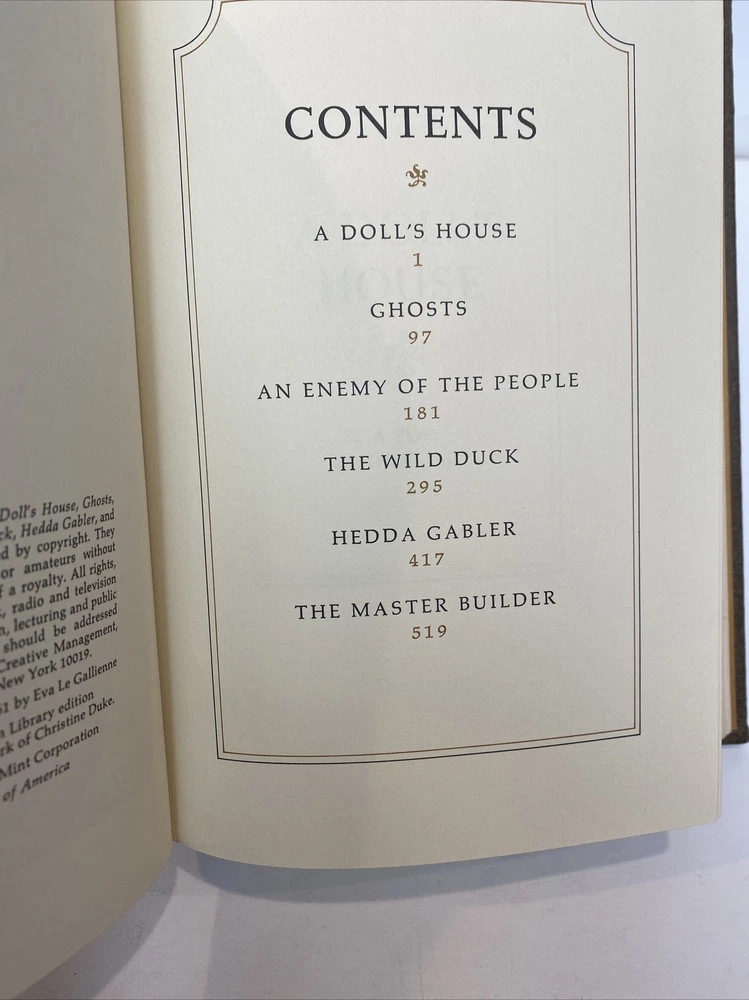 Doll's House, Ghosts,
Hedda Gabler, and
by copyright. They
or amateurs without
a royalty. All rights,
radio and television
lecturing and public
should be addressed
Creative Management,
New York 10019.
by Eva Le Gallienne
Library edition
of Christine Duke.
Mint Corporation
of America
CONTENTS
A DOLL'S HOUSE
1
GHOSTS
97
AN ENEMY OF THE PEOPLE
181
THE WILD DUCK
295
HEDDA GABLER
417
THE MASTER BUILDER
519